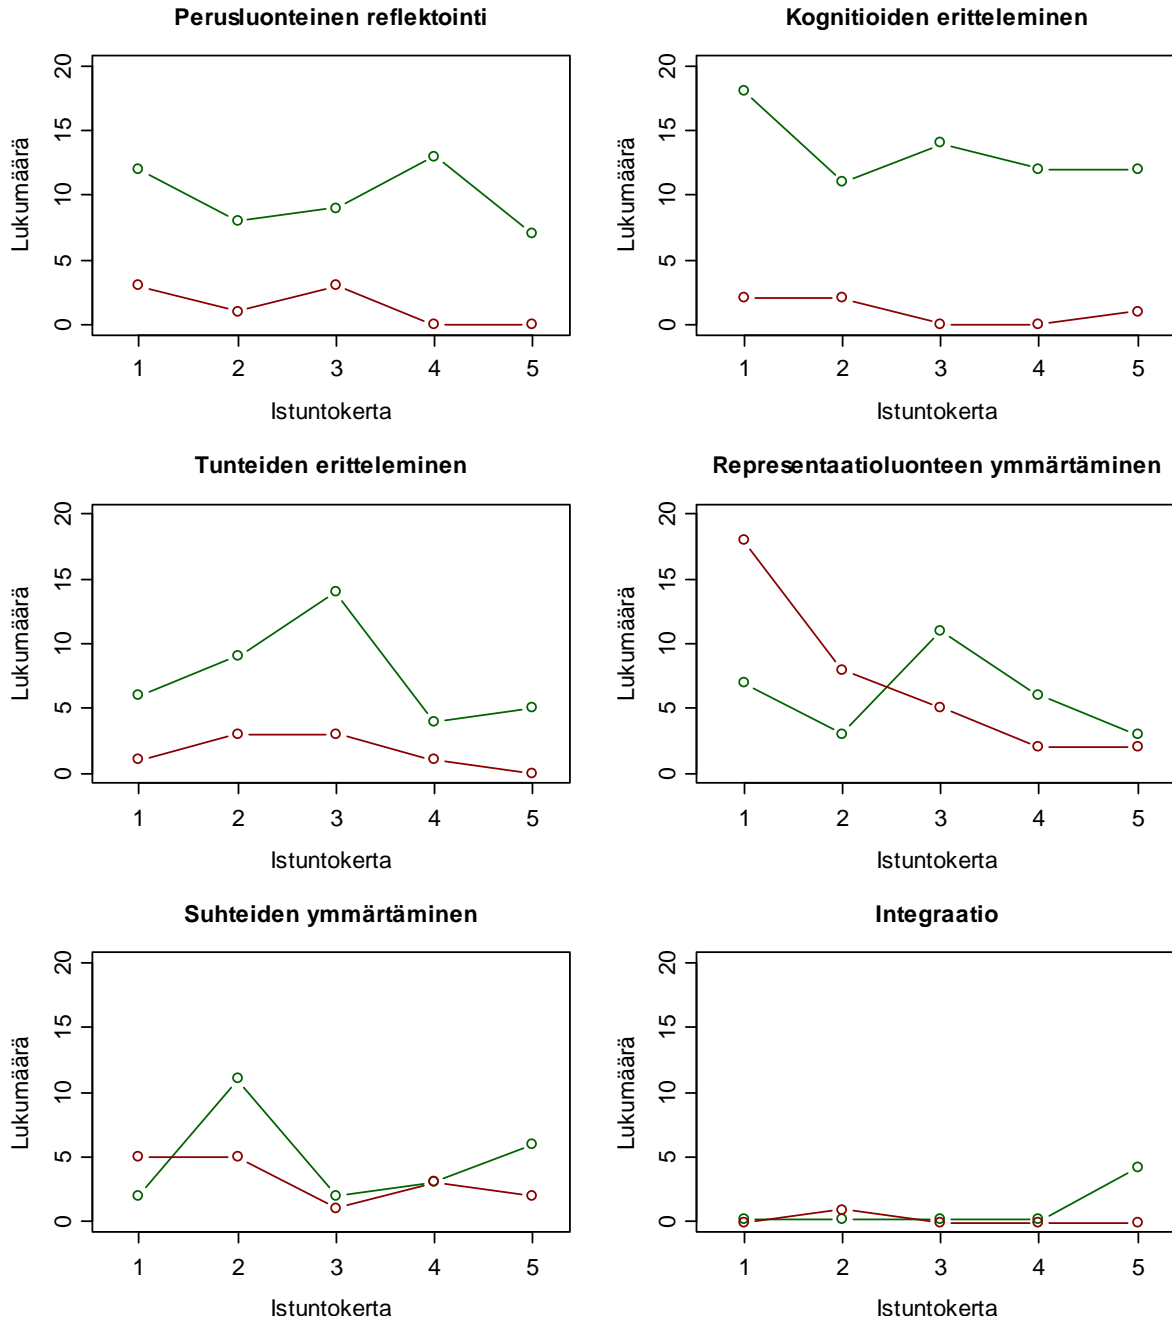 Perusluonteinen reflektointi
Lukumäärä
20
15
10
5
0
1 2 3 4 5
Istuntokerta
Kognitioiden eritteleminen
Lukumäärä
20
15
10
5
0
1 2 3 4 5
Istuntokerta
Tunteiden eritteleminen
Lukumäärä
20
15
10
5
0
1 2 3 4 5
Istuntokerta
Representaatioluonteen ymmärtäminen
Lukumäärä
20
15
10
5
0
1 2 3 4 5
Istuntokerta
Suhteiden ymmärtäminen
Lukumäärä
20
15
10
5
0
1 2 3 4 5
Istuntokerta
Integraatio
Lukumäärä
20
15
10
5
0
1 2 3 4 5
Istuntokerta